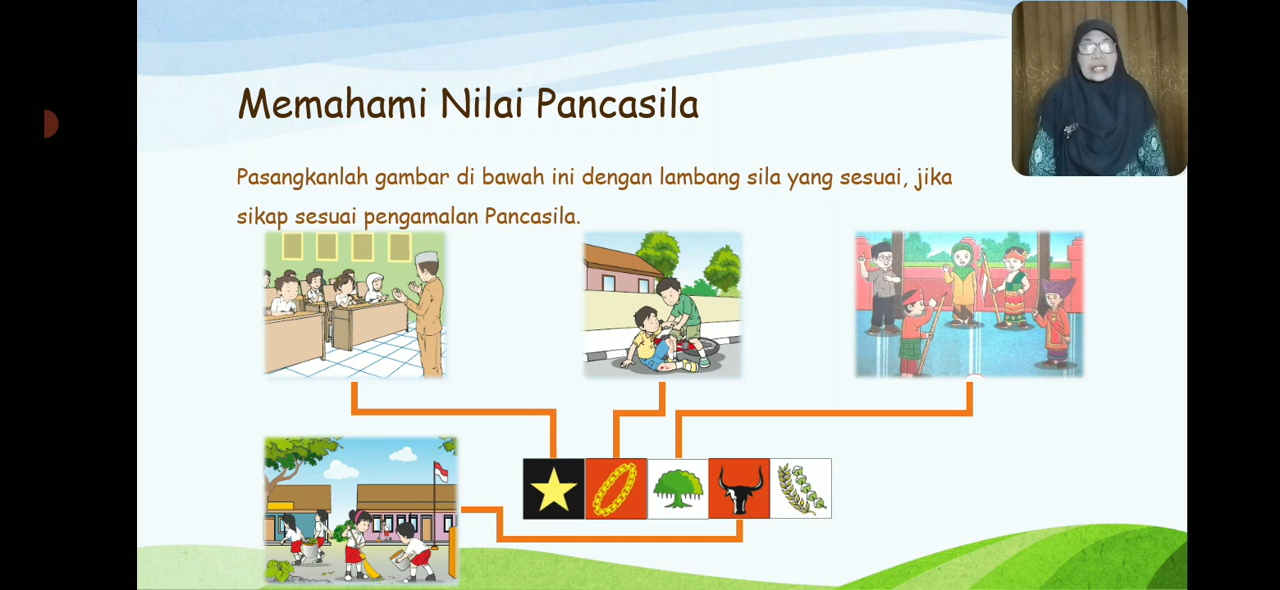 Memahami Nilai Pancasila
Pasangkanlah gambar di bawah ini dengan lambang sila yang sesuai, jika
sikap sesuai pengamalan Pancasila.